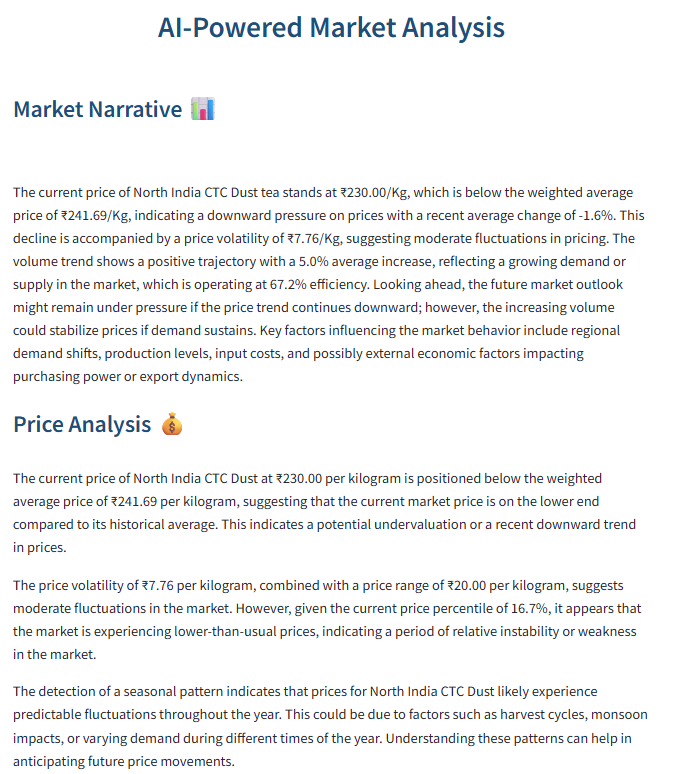 AI-Powered Market Analysis
Market Narrative 📊
The current price of North India CTC Dust tea stands at ₹230.00/Kg, which is below the weighted average
price of ₹241.69/Kg, indicating a downward pressure on prices with a recent average change of -1.6%. This
decline is accompanied by a price volatility of ₹7.76/Kg, suggesting moderate fluctuations in pricing. The
volume trend shows a positive trajectory with a 5.0% average increase, reflecting a growing demand or
supply in the market, which is operating at 67.2% efficiency. Looking ahead, the future market outlook
might remain under pressure if the price trend continues downward; however, the increasing volume
could stabilize prices if demand sustains. Key factors influencing the market behavior include regional
demand shifts, production levels, input costs, and possibly external economic factors impacting
purchasing power or export dynamics.
Price Analysis 💰
The current price of North India CTC Dust at ₹230.00 per kilogram is positioned below the weighted
average price of ₹241.69 per kilogram, suggesting that the current market price is on the lower end
compared to its historical average. This indicates a potential undervaluation or a recent downward trend
in prices.
The price volatility of ₹7.76 per kilogram, combined with a price range of ₹20.00 per kilogram, suggests
moderate fluctuations in the market. However, given the current price percentile of 16.7%, it appears that
the market is experiencing lower-than-usual prices, indicating a period of relative instability or weakness
in the market.
The detection of a seasonal pattern indicates that prices for North India CTC Dust likely experience
predictable fluctuations throughout the year. This could be due to factors such as harvest cycles, monsoon
impacts, or varying demand during different times of the year. Understanding these patterns can help in
anticipating future price movements.